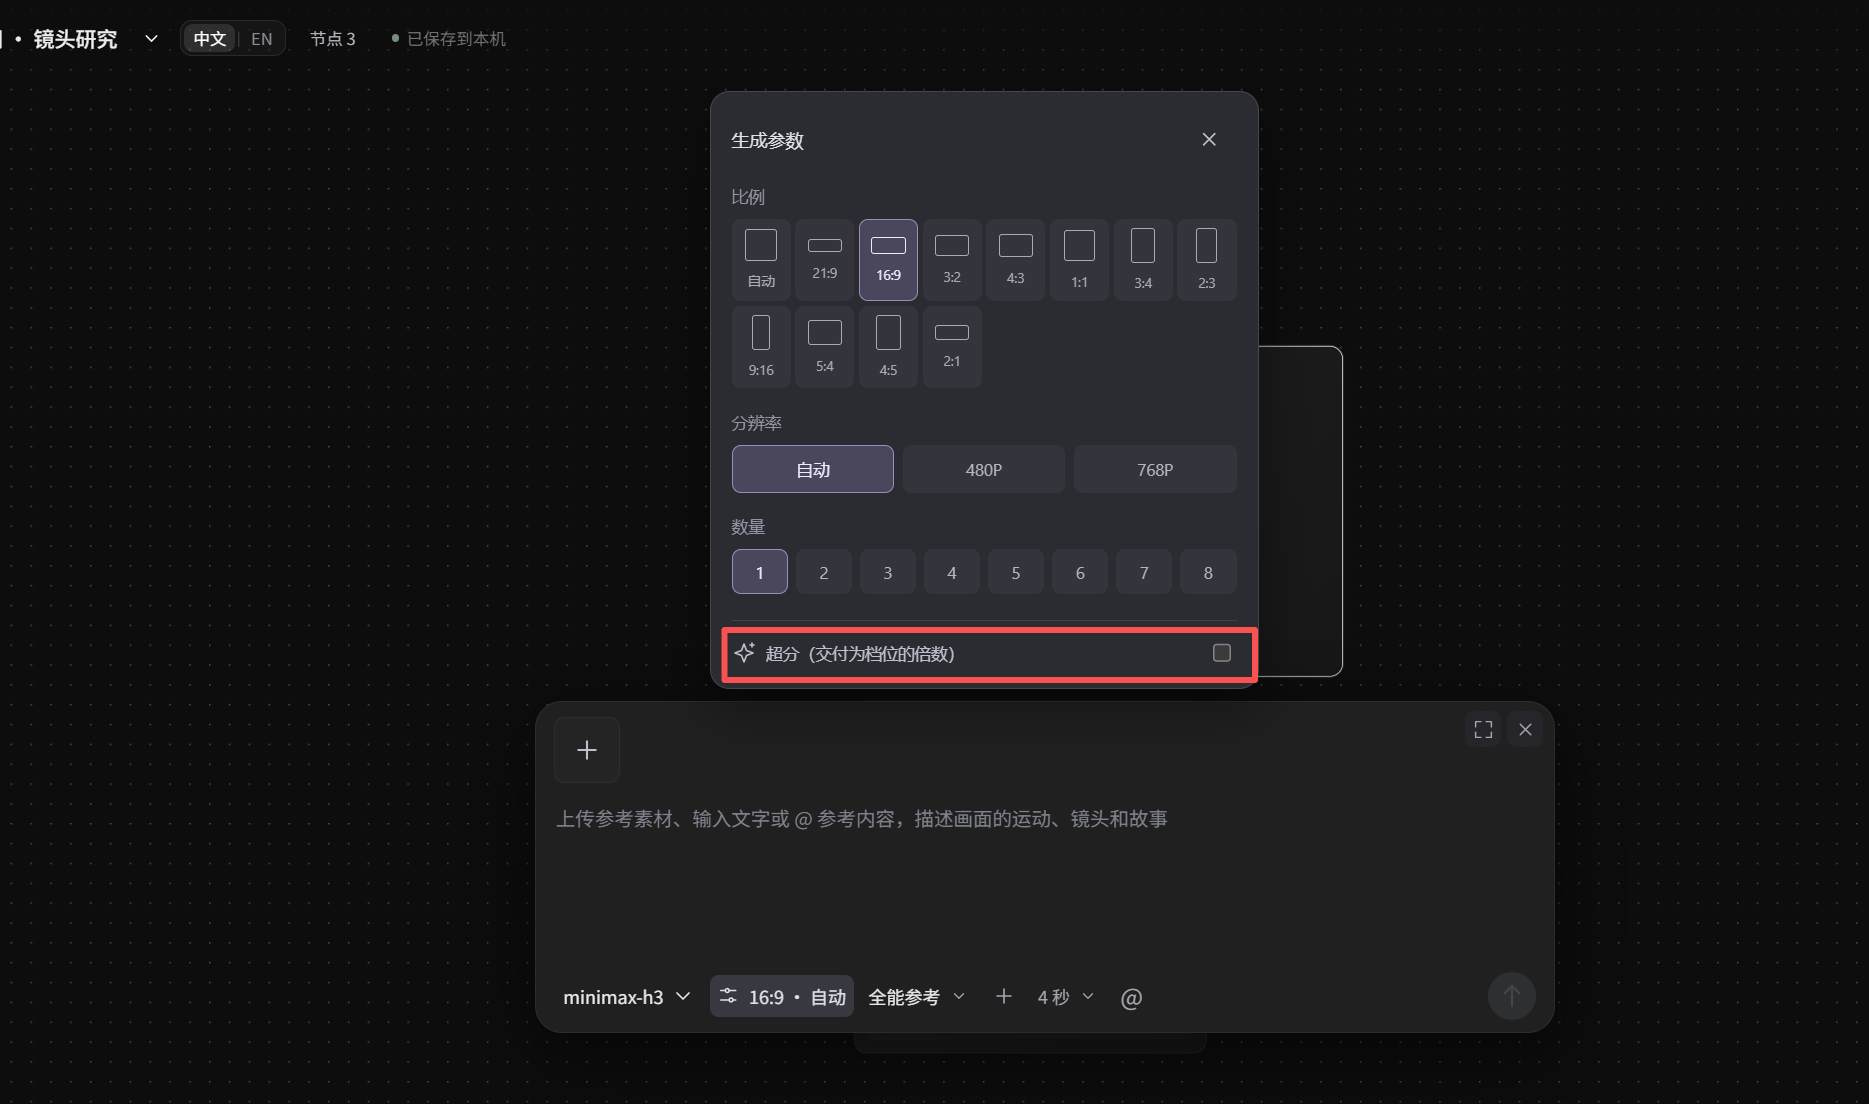 • 镜头研究 中文 | EN 节点 3 已保存到本机
生成参数
比例
自动 21:9 16:9 3:2 4:3 1:1 3:4 2:3
9:16 5:4 4:5 2:1
分辨率
自动 480P 768P
数量
1 2 3 4 5 6 7 8
超分（交付为档位的倍数）
上传参考素材、输入文字或 @ 参考内容，描述画面的运动、镜头和故事
minimax-h3 16:9 • 自动 全能参考 4 秒 @